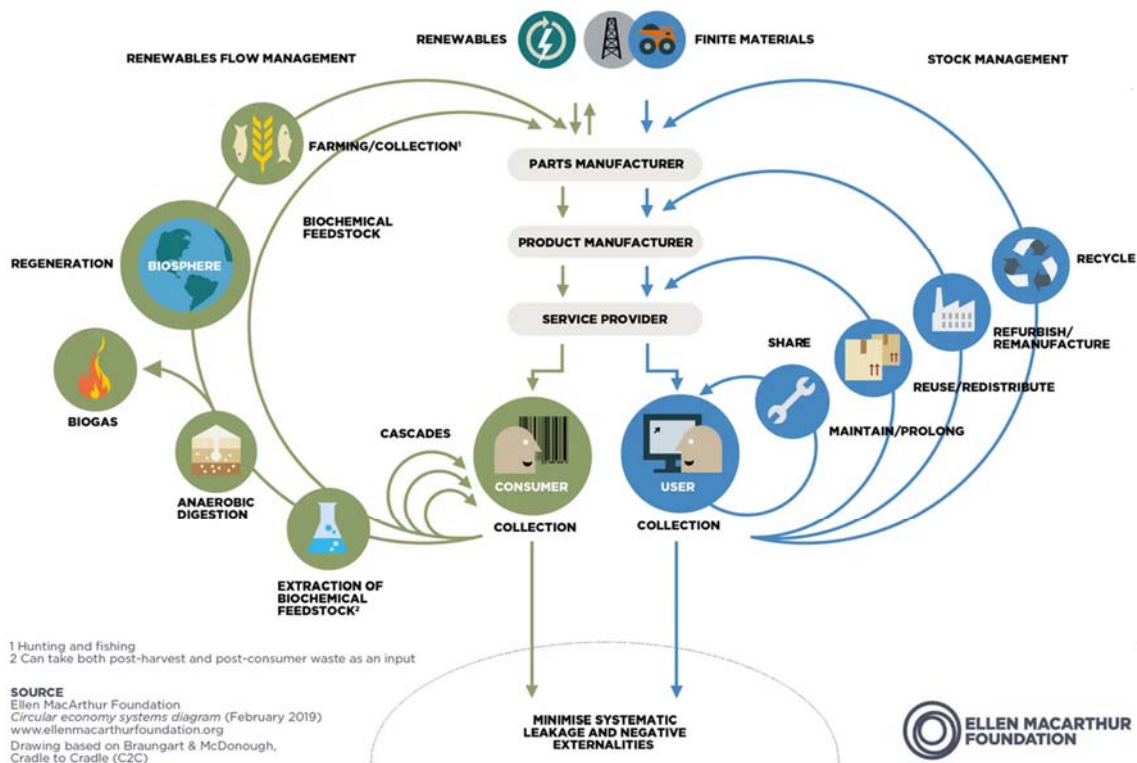 RENEWABLES
FINITE MATERIALS
RENEWABLES FLOW MANAGEMENT
STOCK MANAGEMENT
FARMING/COLLECTION¹
PARTS MANUFACTURER
BIOCHEMICAL
FEEDSTOCK
PRODUCT MANUFACTURER
REGENERATION
BIOSPHERE
RECYCLE
SERVICE PROVIDER
REFURBISH/
REMANUFACTURE
SHARE
REUSE/REDISTRIBUTE
BIOGAS
CASCADES
MAINTAIN/PROLONG
CONSUMER
USER
ANAEROBIC
DIGESTION
COLLECTION
COLLECTION
EXTRACTION OF
BIOCHEMICAL
FEEDSTOCK²
1 Hunting and fishing
2 Can take both post-harvest and post-consumer waste as an input
SOURCE
Ellen MacArthur Foundation
Circular economy systems diagram (February 2019)
www.ellenmacarthurfoundation.org
Drawing based on Braungart & McDonough,
Cradle to Cradle (C2C)
MINIMISE SYSTEMATIC
LEAKAGE AND NEGATIVE
EXTERNALITIES
ELLEN MACARTHUR
FOUNDATION